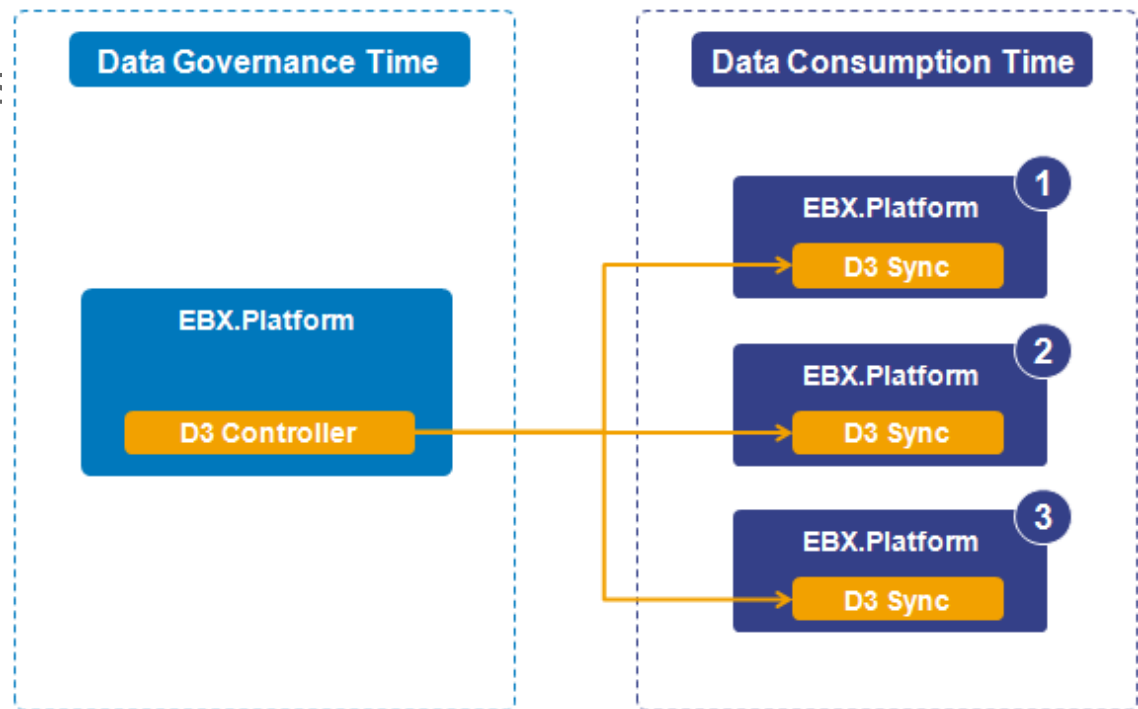 Data Governance Time
EBX.Platform
D3 Controller
Data Consumption Time
1
EBX.Platform
D3 Sync
2
EBX.Platform
D3 Sync
3
EBX.Platform
D3 Sync